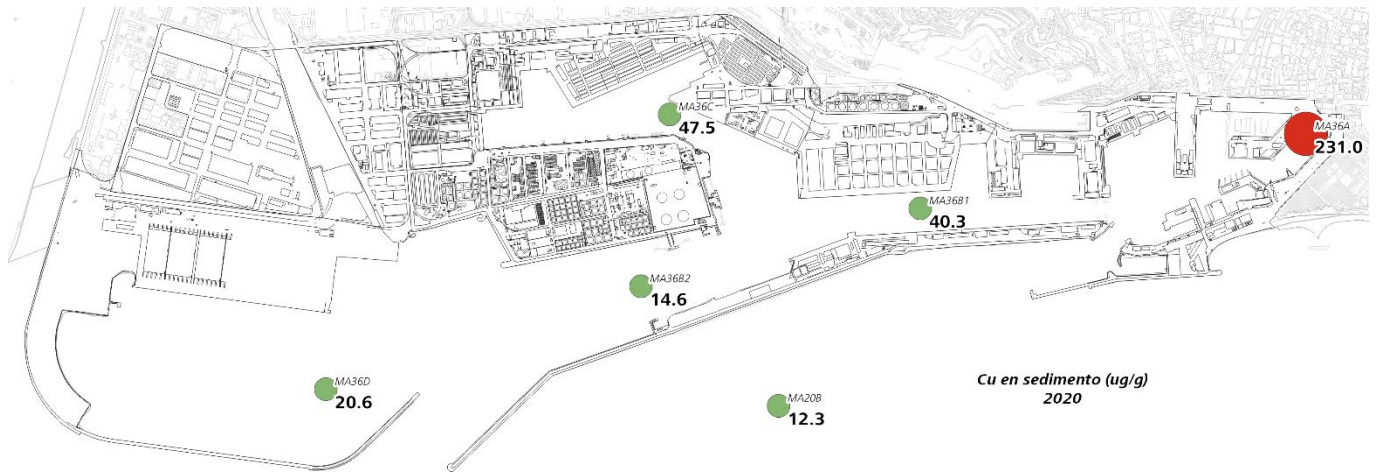 MA36C
47.5
MA36A
231.0
MA36B1
40.3
MA36B2
14.6
MA36D
20.6
MA20B
12.3
Cu en sedimento (ug/g)
2020